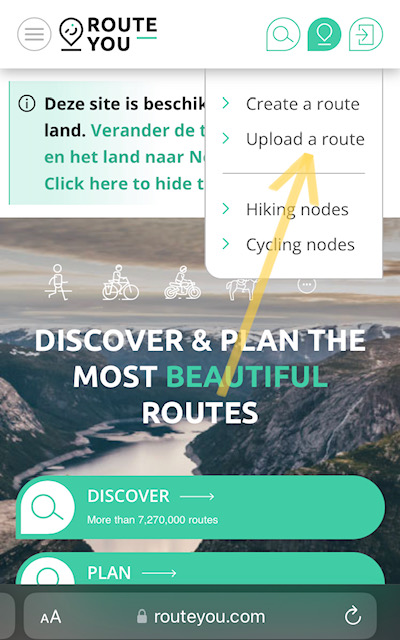 ROUTE
YOU
Deze site is beschik
land. Verander de t
en het land naar Ne
Click here to hide t
Create a route
Upload a route
Hiking nodes
Cycling nodes
DISCOVER & PLAN THE
MOST BEAUTIFUL
ROUTES
DISCOVER
More than 7,270,000 routes
PLAN
AA
routeyou.com